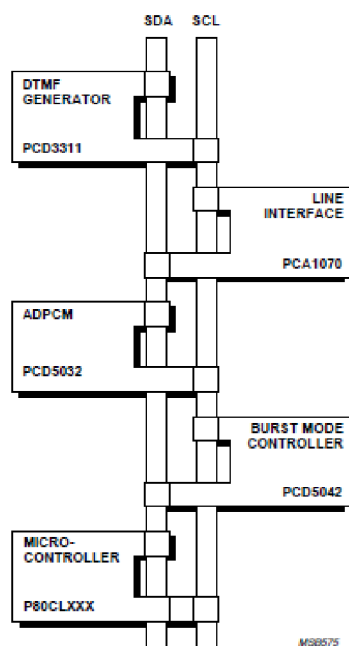 SDA SCL
DTMF
GENERATOR
PCD3311
LINE
INTERFACE
PCA1070
ADPCM
PCD5032
BURST MODE
CONTROLLER
PCD5042
MICRO-
CONTROLLER
P80CLXXX
MSB575